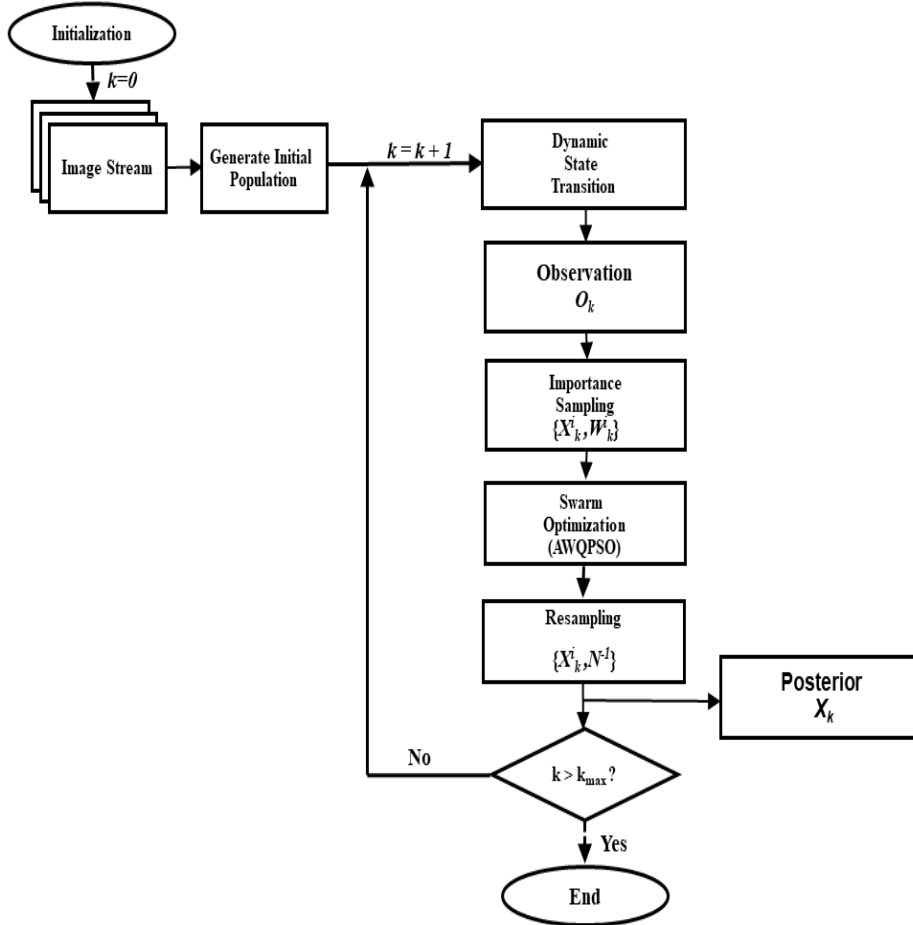 Initialization
k=0
Image Stream
Generate Initial
Population
k = k + 1
Dynamic
State
Transition
Observation
O_k
Importance
Sampling
{X^i_k,W^i_k}
Swarm
Optimization
(AWQPSO)
Resampling
{X^i_k,N^-1}
Posterior
X_k
k > k_max ?
No
Yes
End